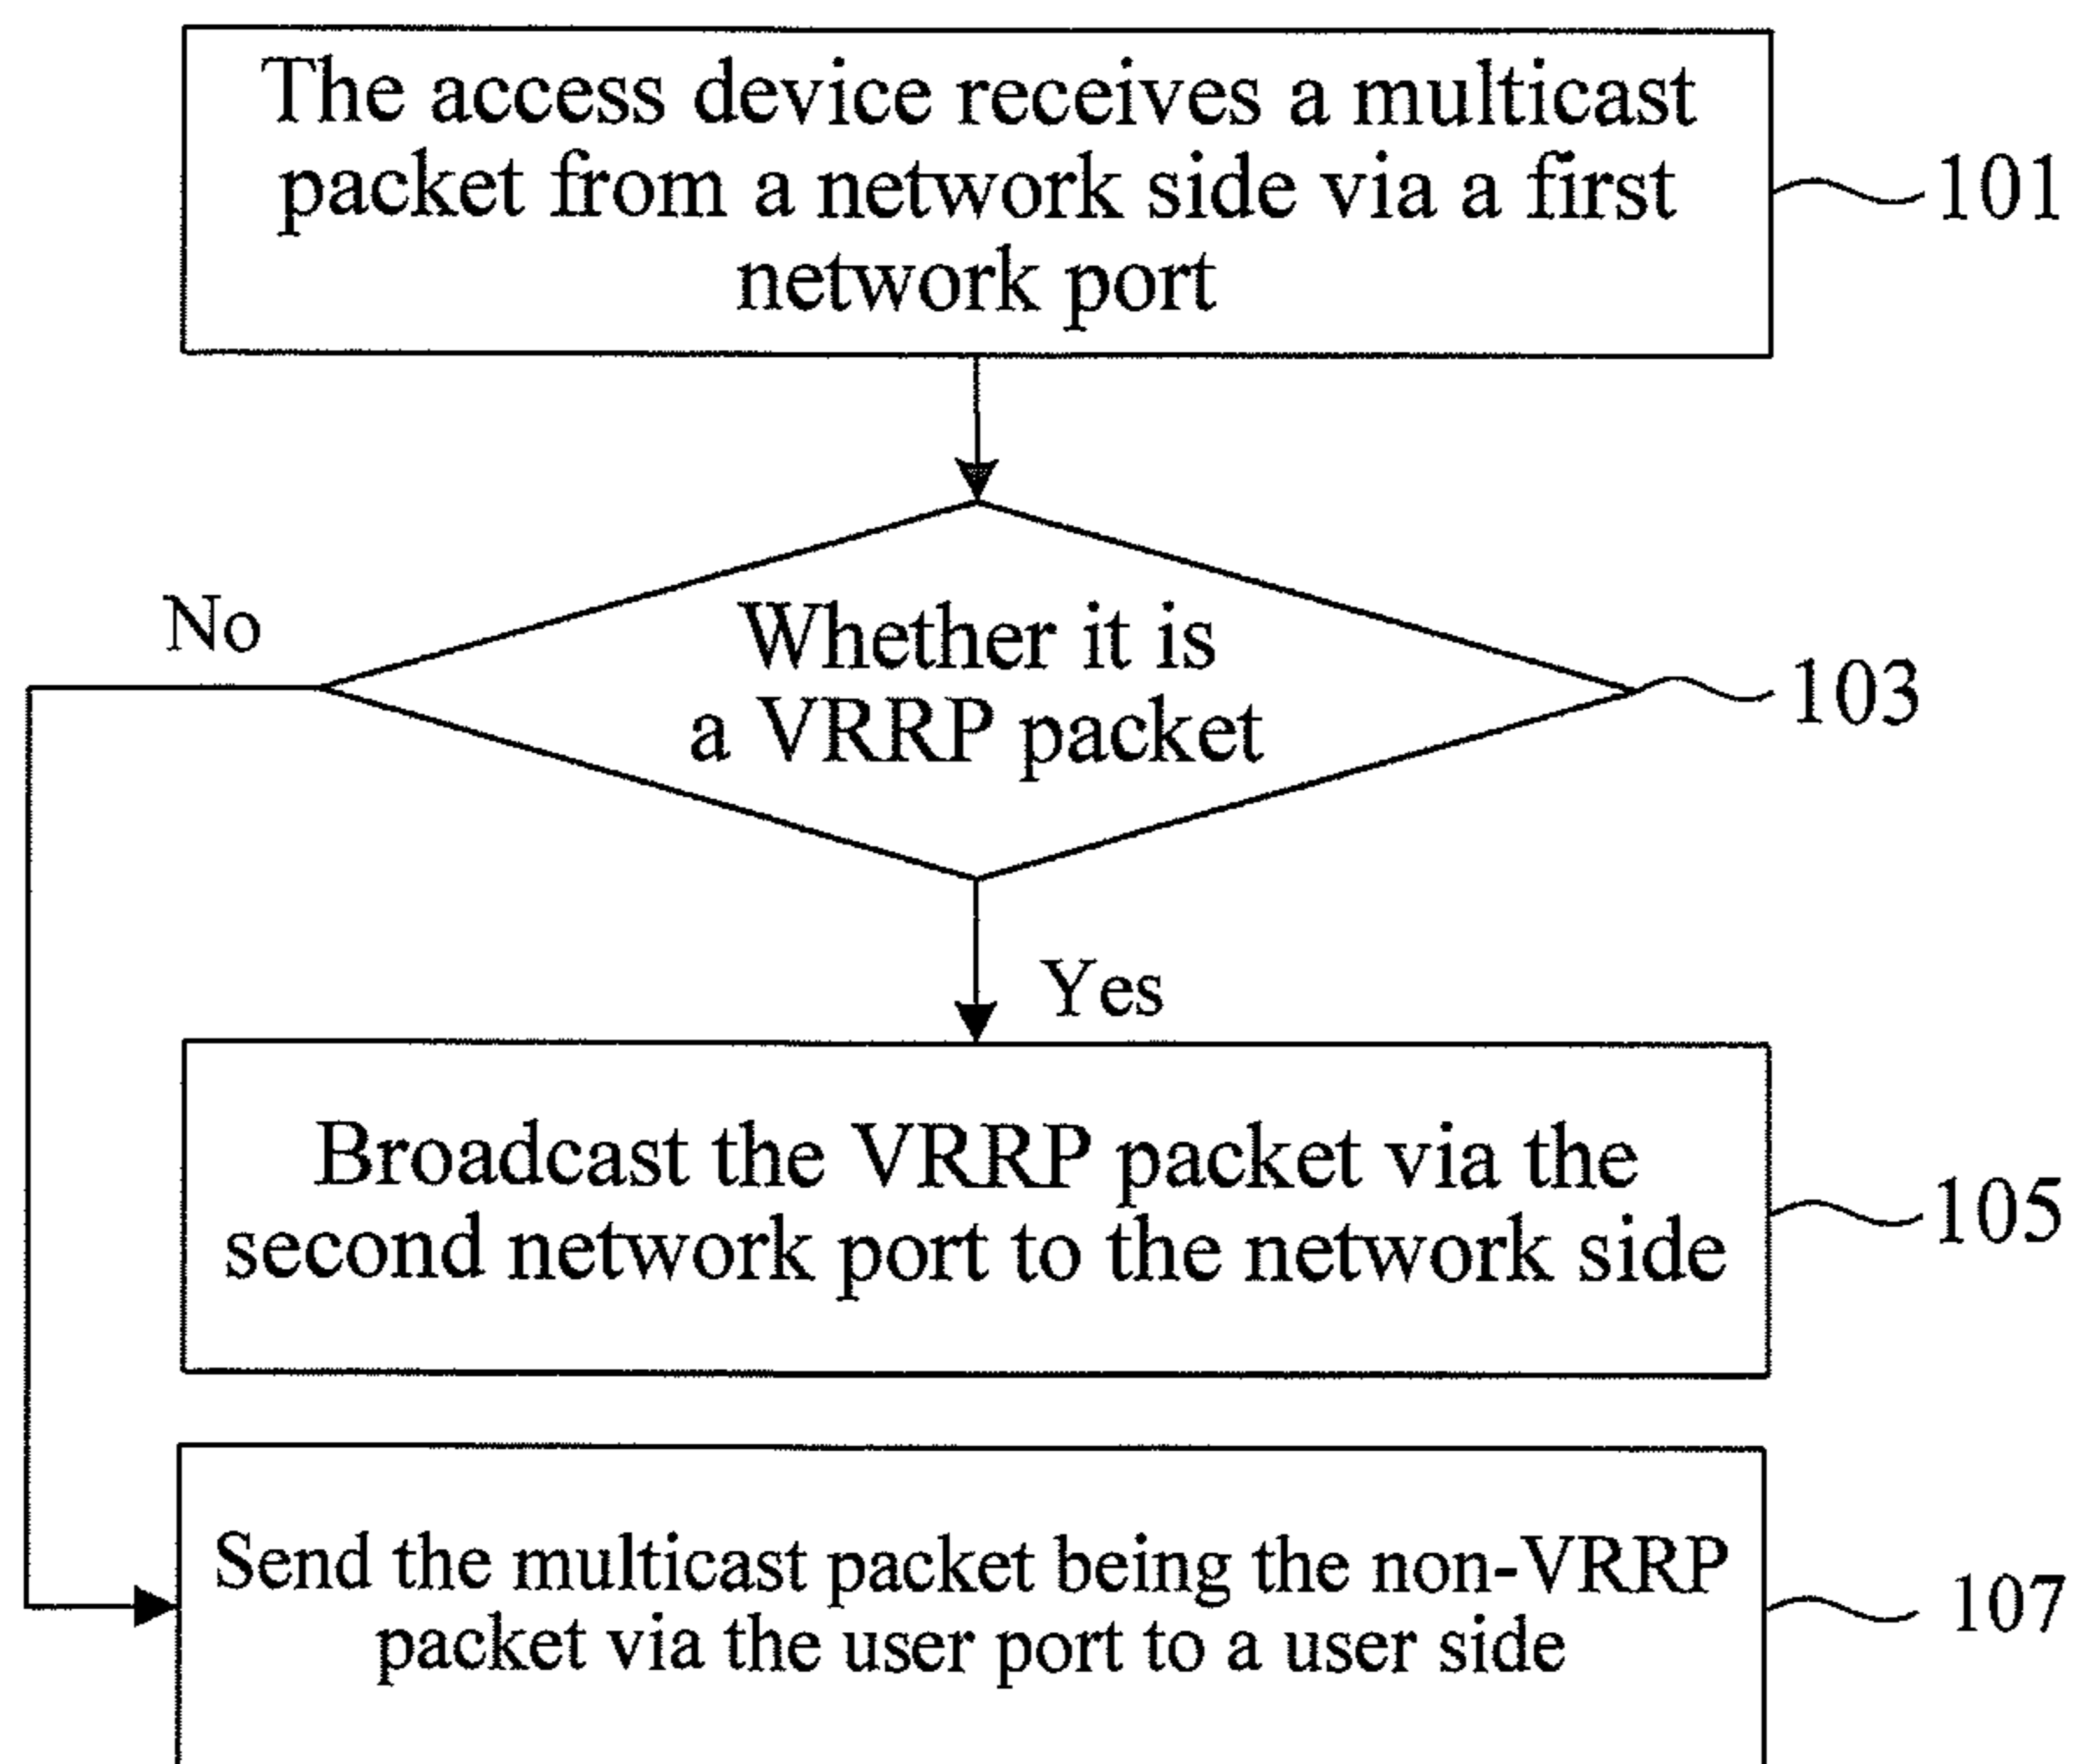 The access device receives a multicast
packet from a network side via a first
network port
101
No
Whether it is
a VRRP packet
103
Yes
Broadcast the VRRP packet via the
second network port to the network side
105
Send the multicast packet being the non-VRRP
packet via the user port to a user side
107